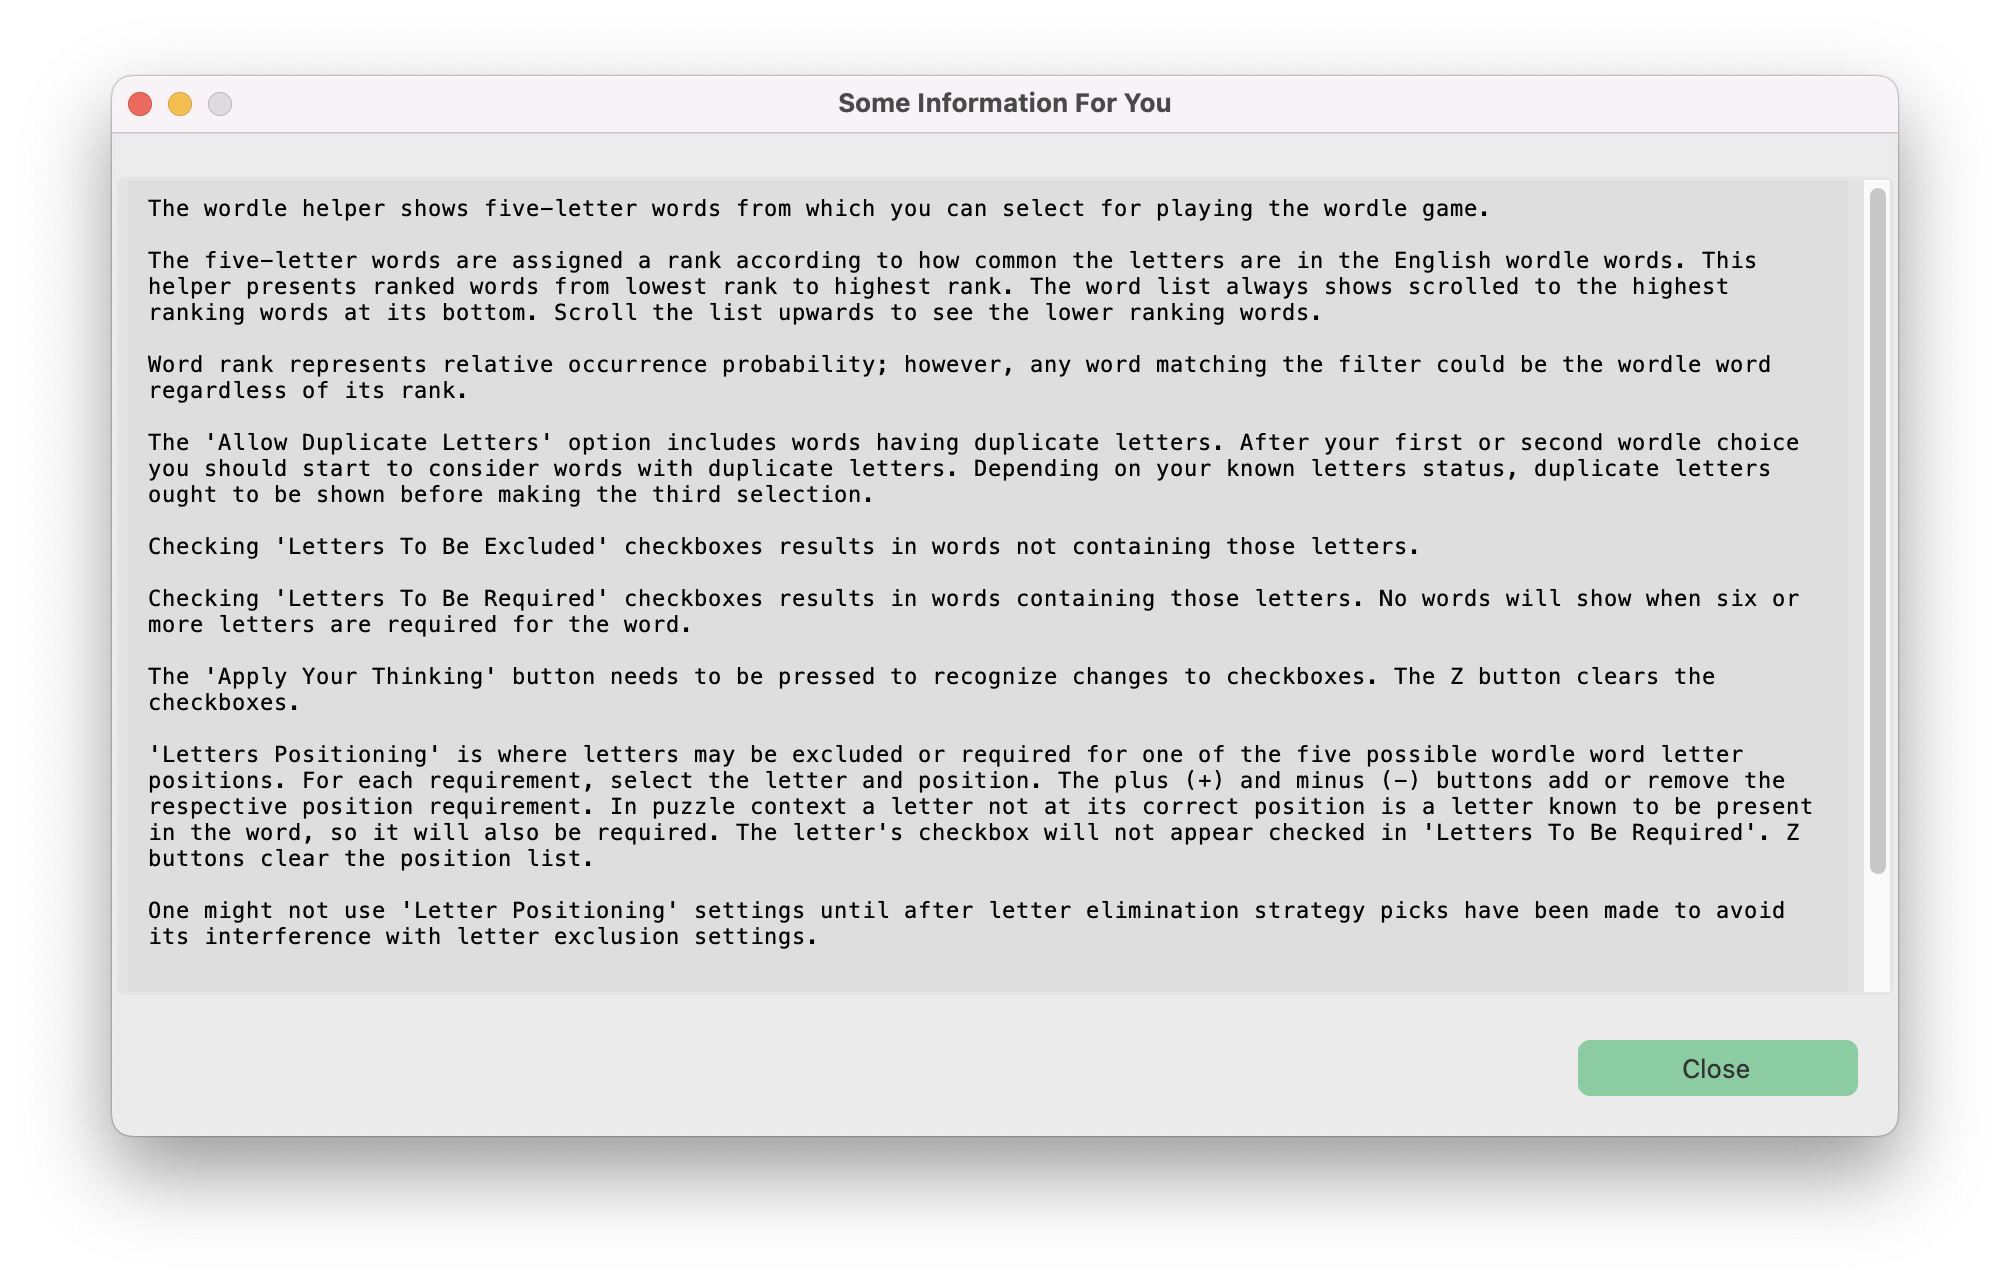 Some Information For You
The wordle helper shows five-letter words from which you can select for playing the wordle game.
The five-letter words are assigned a rank according to how common the letters are in the English wordle words. This
helper presents ranked words from lowest rank to highest rank. The word list always shows scrolled to the highest
ranking words at its bottom. Scroll the list upwards to see the lower ranking words.
Word rank represents relative occurrence probability; however, any word matching the filter could be the wordle word
regardless of its rank.
The 'Allow Duplicate Letters' option includes words having duplicate letters. After your first or second wordle choice
you should start to consider words with duplicate letters. Depending on your known letters status, duplicate letters
ought to be shown before making the third selection.
Checking 'Letters To Be Excluded' checkboxes results in words not containing those letters.
Checking 'Letters To Be Required' checkboxes results in words containing those letters. No words will show when six or
more letters are required for the word.
The 'Apply Your Thinking' button needs to be pressed to recognize changes to checkboxes. The Z button clears the
checkboxes.
'Letters Positioning' is where letters may be excluded or required for one of the five possible wordle word letter
positions. For each requirement, select the letter and position. The plus (+) and minus (-) buttons add or remove the
respective position requirement. In puzzle context a letter not at its correct position is a letter known to be present
in the word, so it will also be required. The letter's checkbox will not appear checked in 'Letters To Be Required'. Z
buttons clear the position list.
One might not use 'Letter Positioning' settings until after letter elimination strategy picks have been made to avoid
its interference with letter exclusion settings.
Close